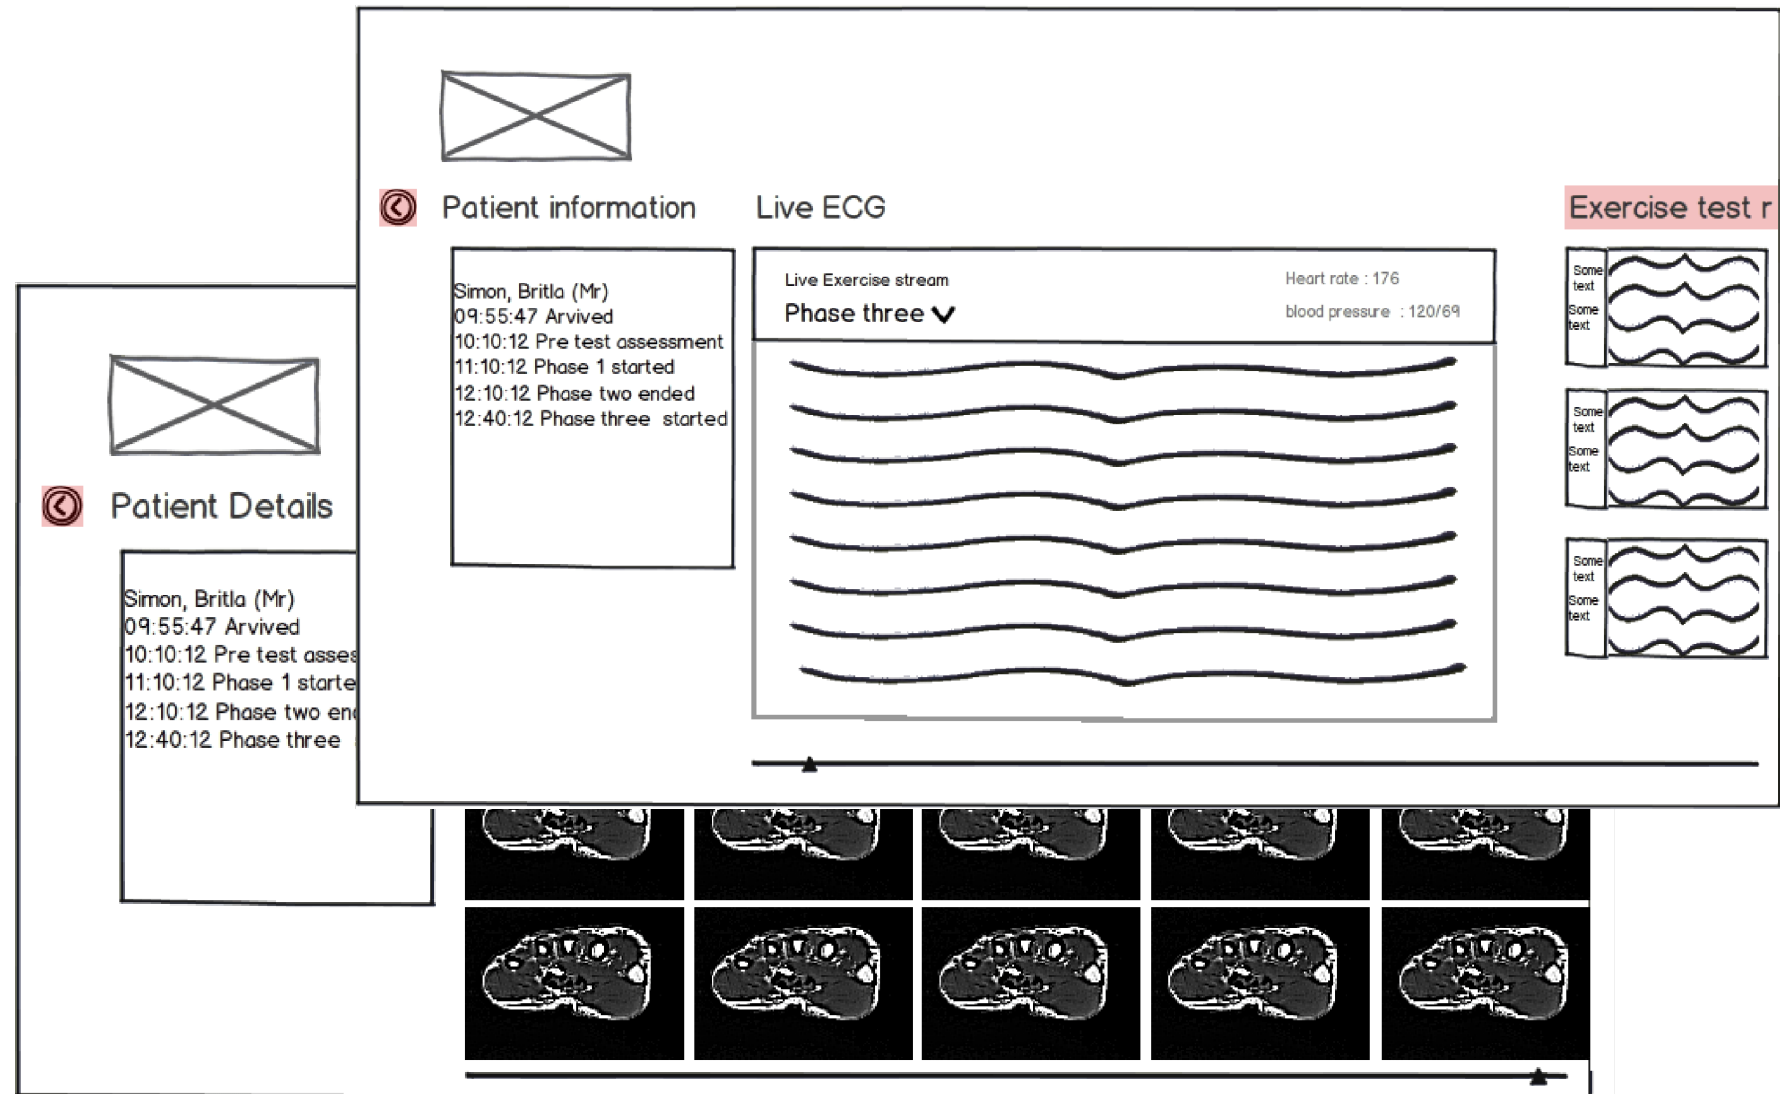 Patient information
Live ECG
Exercise test r
Simon, Britla (Mr)
09:55:47 Arvived
10:10:12 Pre test assessment
11:10:12 Phase 1 started
12:10:12 Phase two ended
12:40:12 Phase three started
Live Exercise stream
Phase three
Heart rate : 176
blood pressure : 120/69
Some
text
Some
text
Some
text
Some
text
Some
text
Some
text
Patient Details
Simon, Britla (Mr)
09:55:47 Arvived
10:10:12 Pre test asses
11:10:12 Phase 1 starte
12:10:12 Phase two en
12:40:12 Phase three